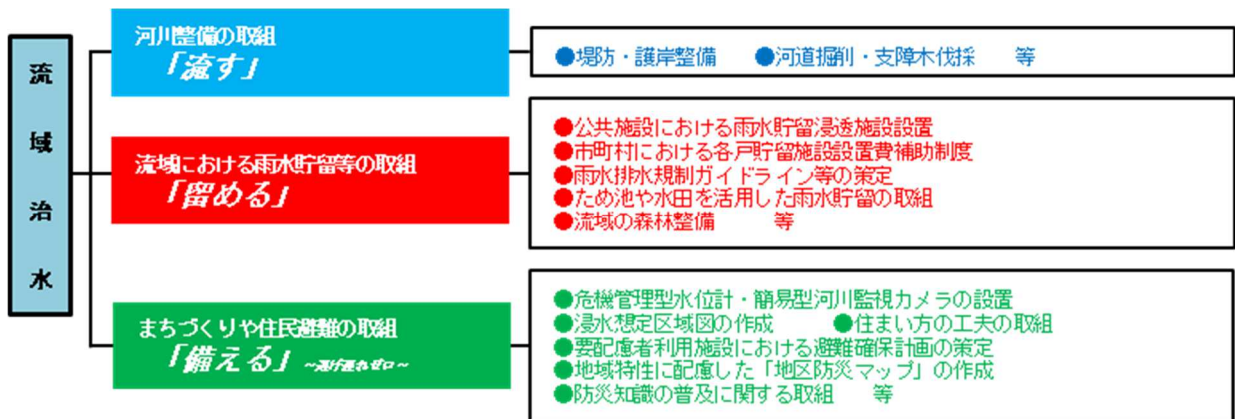 流域治水
河川整備の取組
「流す」
●堤防・護岸整備　●河道掘削・支障木伐採　等
流域における雨水貯留等の取組
「留める」
●公共施設における雨水貯留浸透施設設置
●市町村における各戸貯留施設設置費補助制度
●雨水排水規制ガイドライン等の策定
●ため池や水田を活用した雨水貯留の取組
●流域の森林整備　等
まちづくりや住民避難の取組
「備える」 ~逃げ遅れゼロ~
●危機管理型水位計・簡易型河川監視カメラの設置
●浸水想定区域図の作成　●住まい方の工夫の取組
●要配慮者利用施設における避難確保計画の策定
●地域特性に配慮した「地区防災マップ」の作成
●防災知識の普及に関する取組　等